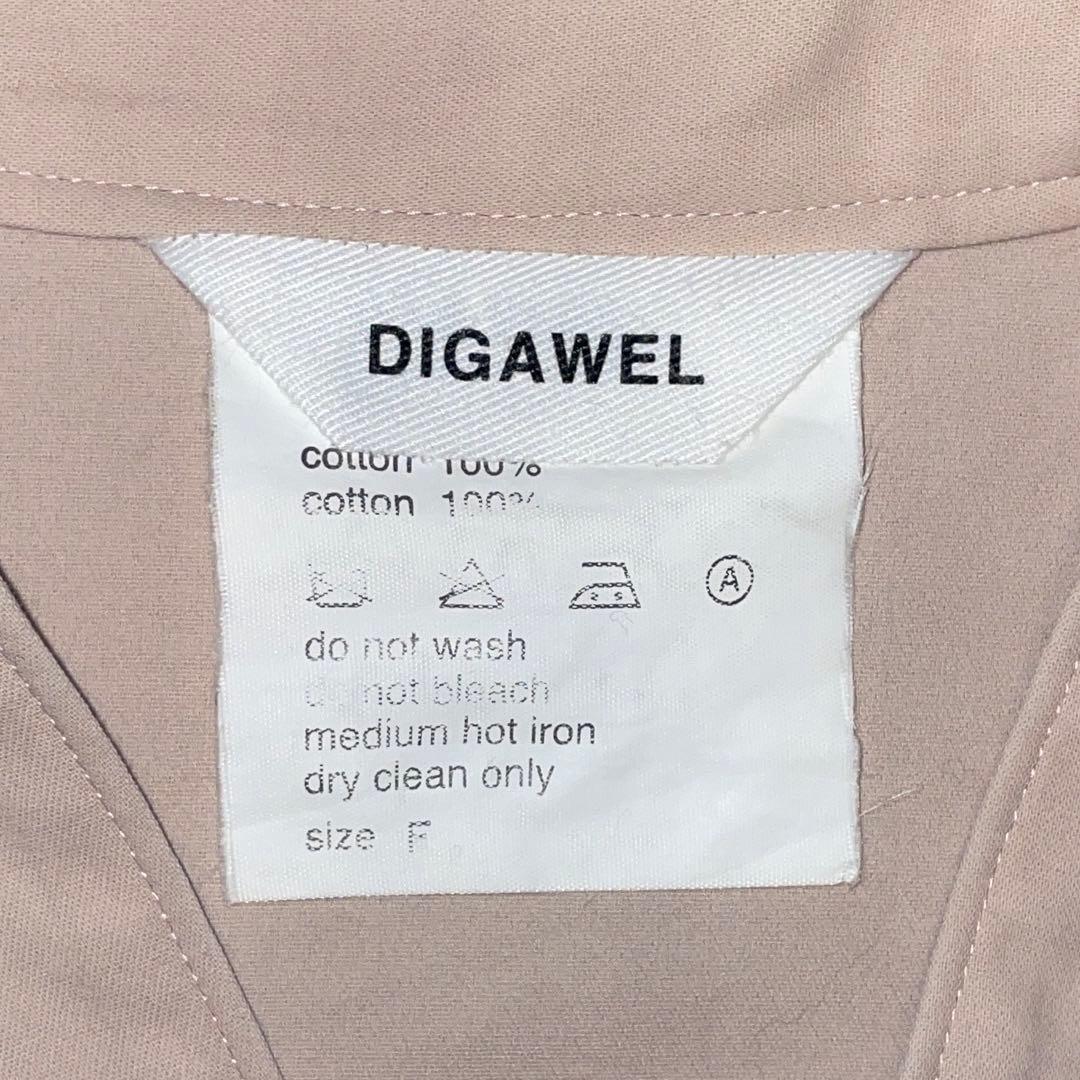 DIGAWEL
cotton 100%
cotton 100%
A
do not wash
do not bleach
medium hot iron
dry clean only
size F